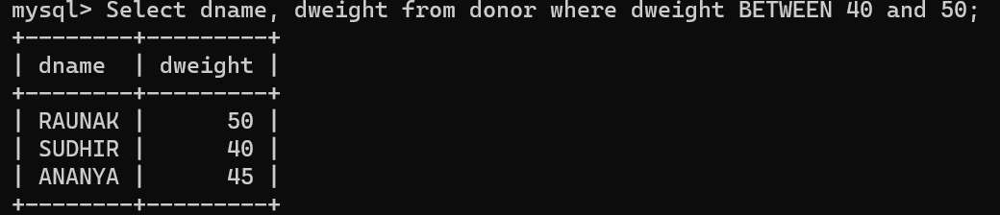 mysql> Select dname, dweight from donor where dweight BETWEEN 40 and 50;
+--------+---------+
| dname  | dweight |
+--------+---------+
| RAUNAK |      50 |
| SUDHIR |      40 |
| ANANYA |      45 |
+--------+---------+